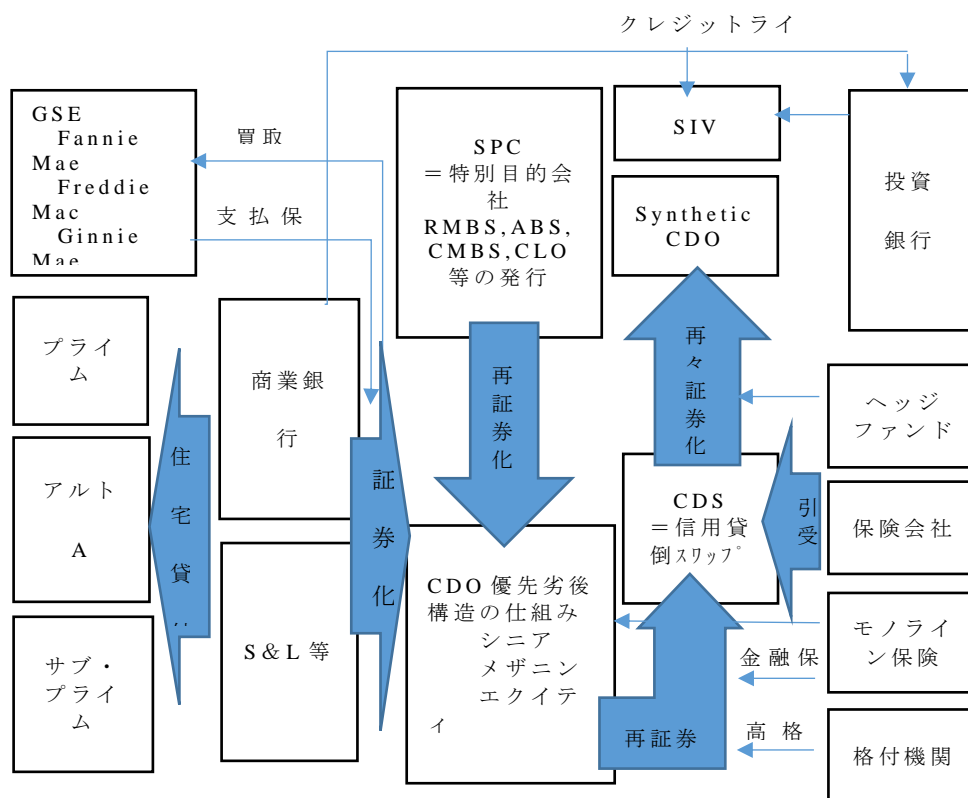 クレジットライ
GSE
Fannie
Mae
Freddie
Mac
Ginnie
Mae
買取
支払保
SPC
＝特別目的会
社
RMBS,ABS,
CMBS,CLO
等の発行
SIV
Synthetic
CDO
投資
銀行
プライ
ム
アルト
A
サブ・
プライ
ム
住宅貸
商業銀
行
S&L等
証券化
再証券化
再々証券化
CDO優先劣後
構造の仕組み
シニア
メザニン
エクイテ
ィ
CDS
＝信用貸
倒スワップ
引受
ヘッジ
ファンド
保険会社
モノライ
ン保険
金融保
高格
再証券
格付機関